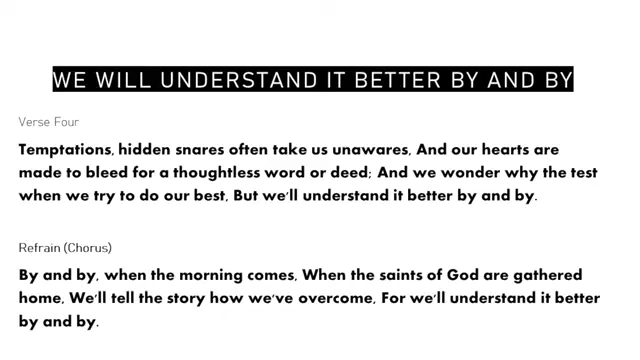 WE WILL UNDERSTAND IT BETTER BY AND BY
Verse Four
Temptations, hidden snares often take us unawares, And our hearts are
made to bleed for a thoughtless word or deed; And we wonder why the test
when we try to do our best, But we'll understand it better by and by.
Refrain (Chorus)
By and by, when the morning comes, When the saints of God are gathered
home, We'll tell the story how we've overcome, For we'll understand it better
by and by.